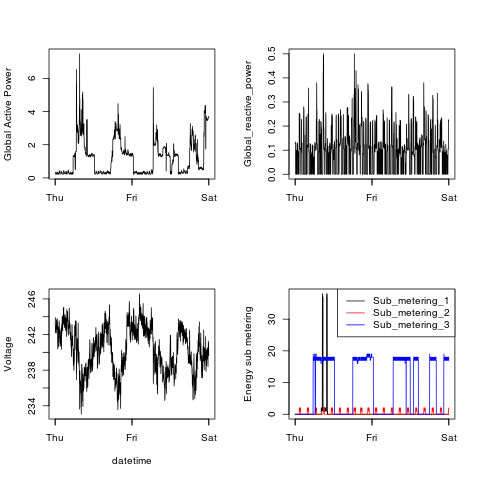 Global Active Power
0 2 4 6
Thu Fri Sat
Global_reactive_power
0.0 0.1 0.2 0.3 0.4 0.5
Thu Fri Sat
Voltage
234 238 242 246
Thu Fri Sat
datetime
Energy sub metering
0 10 20 30
Thu Fri Sat
Sub_metering_1
Sub_metering_2
Sub_metering_3